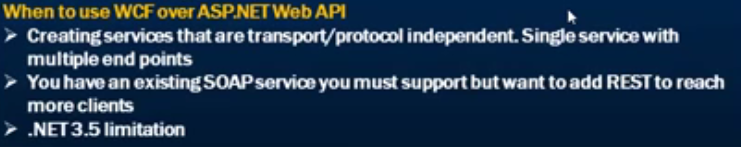 When to use WCF over ASP.NET Web API
➢ Creating services that are transport/protocol independent. Single service with
multiple end points
➢ You have an existing SOAP service you must support but want to add REST to reach
more clients
➢ .NET 3.5 limitation